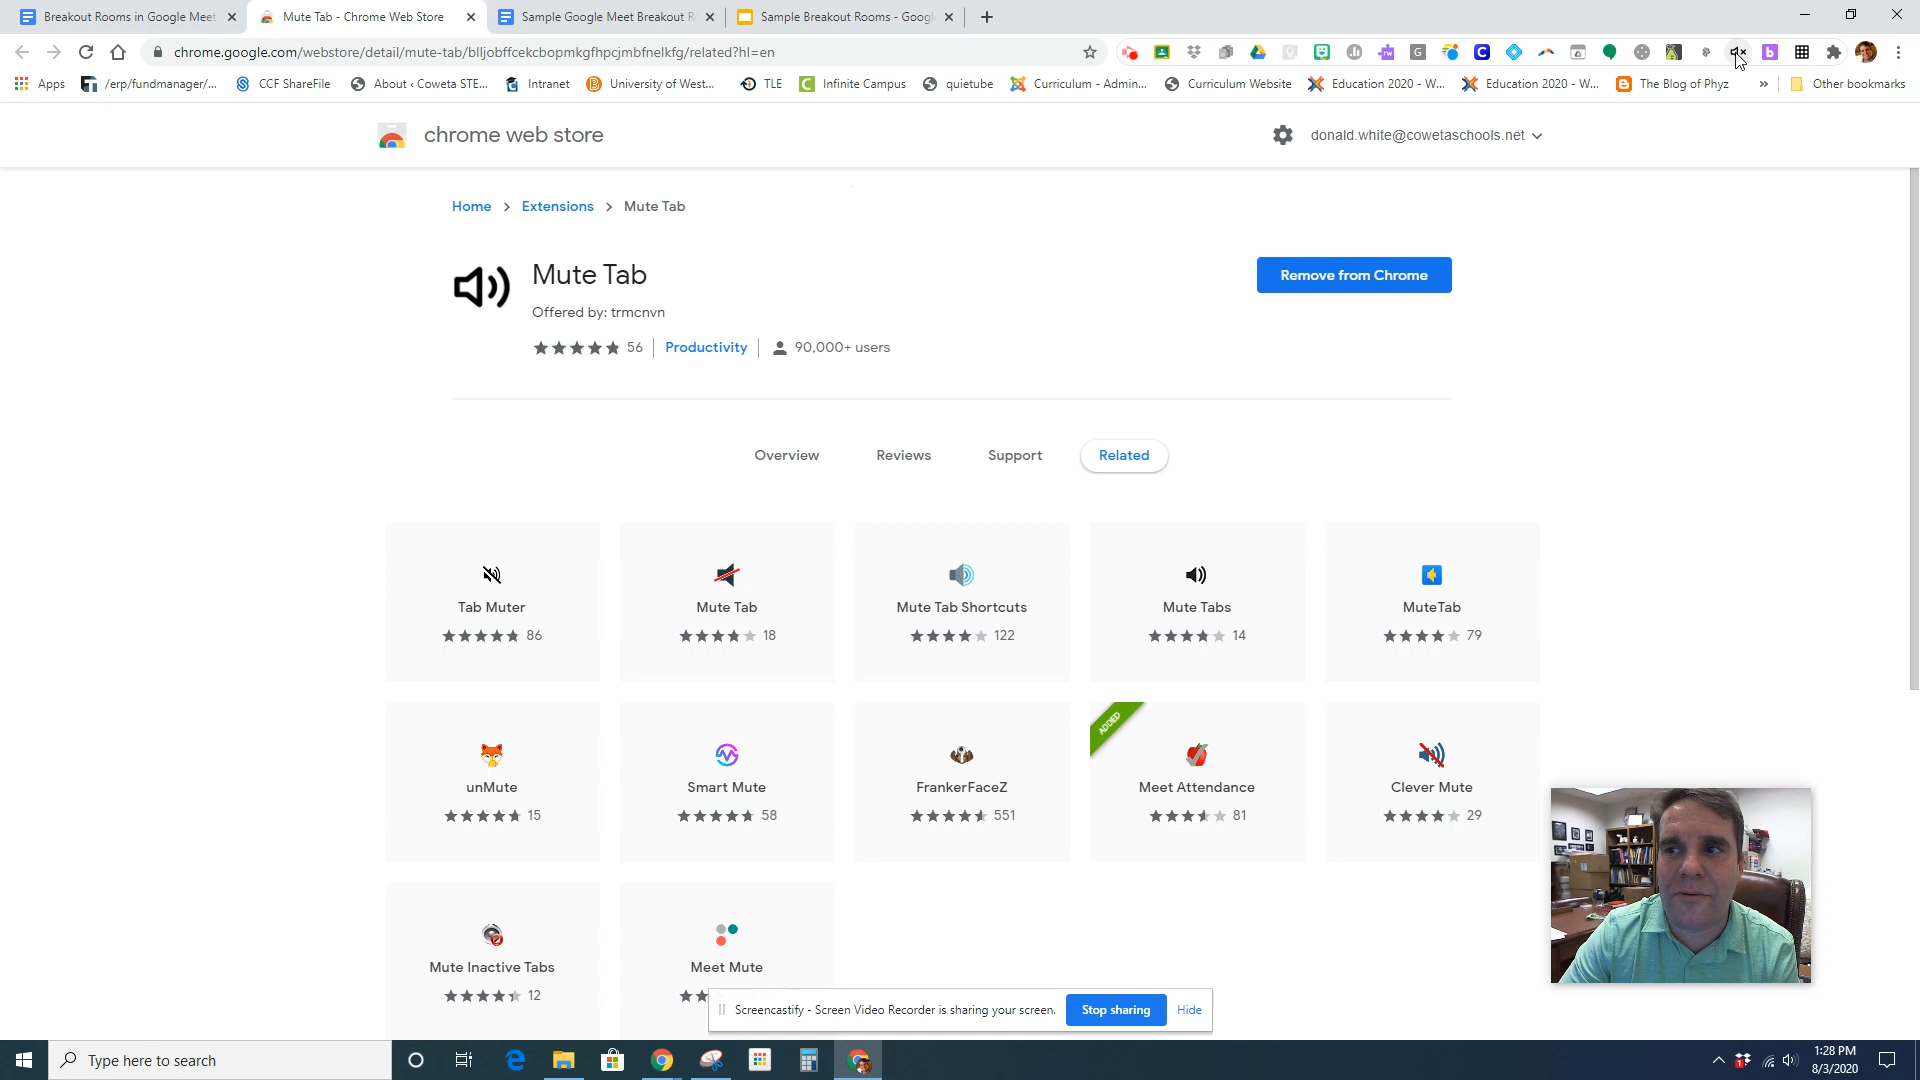 Breakout Rooms in Google Meet
Mute Tab - Chrome Web Store
Sample Google Meet Breakout R
Sample Breakout Rooms - Googl
chrome.google.com/webstore/detail/mute-tab/blljobffcekcbopmkgfhpcjmbfnelkfg/related?hl=en
Apps
/erp/fundmanager/...
CCF ShareFile
About ‹ Coweta STE...
Intranet
University of West...
TLE
Infinite Campus
quietube
Curriculum - Admin...
Curriculum Website
Education 2020 - W...
Education 2020 - W...
The Blog of Phyz
»
Other bookmarks
chrome web store
donald.white@cowetaschools.net
Home > Extensions > Mute Tab
Mute Tab
Remove from Chrome
Offered by: trmcnvn
56 | Productivity | 90,000+ users
Overview
Reviews
Support
Related
Tab Muter
Mute Tab
Mute Tab Shortcuts
Mute Tabs
MuteTab
86
18
122
14
79
ADDED
unMute
Smart Mute
FrankerFaceZ
Meet Attendance
Clever Mute
15
58
551
81
29
Mute Inactive Tabs
Meet Mute
12
Screencastify - Screen Video Recorder is sharing your screen.
Stop sharing
Hide
Type here to search
1:28 PM
8/3/2020